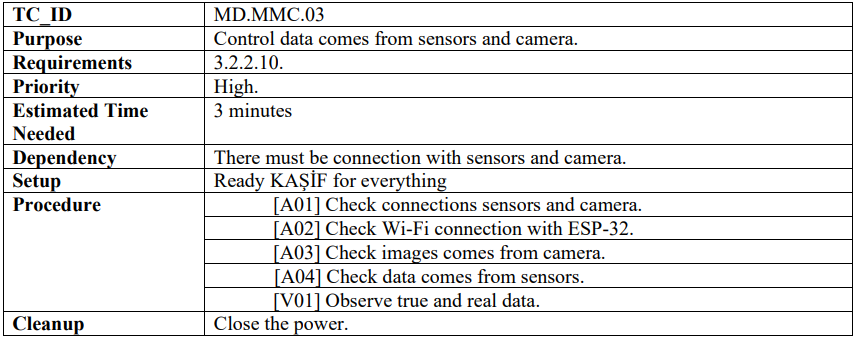 TC_ID MD.MMC.03
Purpose Control data comes from sensors and camera.
Requirements 3.2.2.10.
Priority High.
Estimated Time Needed 3 minutes
Dependency There must be connection with sensors and camera.
Setup Ready KAŞİF for everything
Procedure [A01] Check connections sensors and camera.
[A02] Check Wi-Fi connection with ESP-32.
[A03] Check images comes from camera.
[A04] Check data comes from sensors.
[V01] Observe true and real data.
Cleanup Close the power.